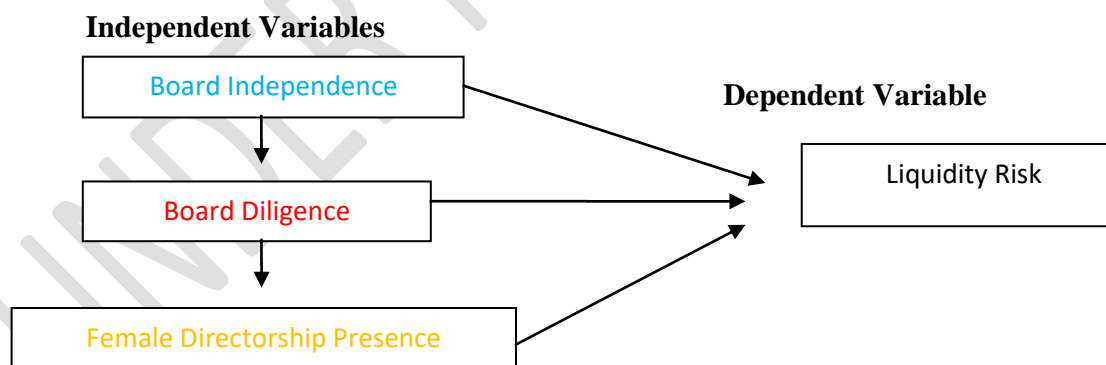 Independent Variables
Board Independence
Dependent Variable
Liquidity Risk
Board Diligence
Female Directorship Presence